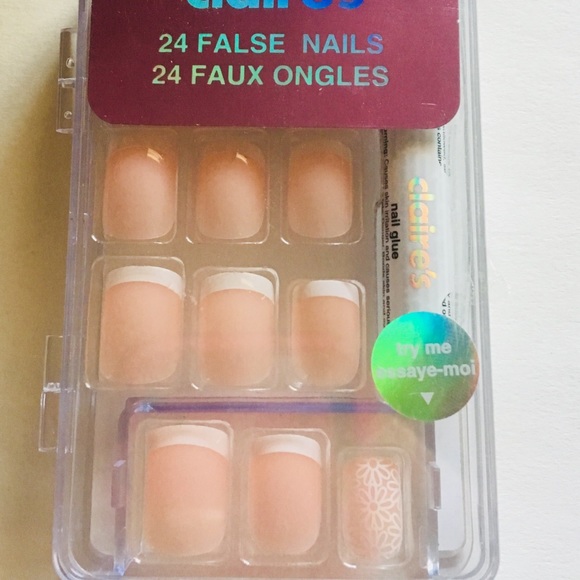 claire's
24 FALSE NAILS
24 FAUX ONGLES
claire's
nail glue
try me
essaye-moi